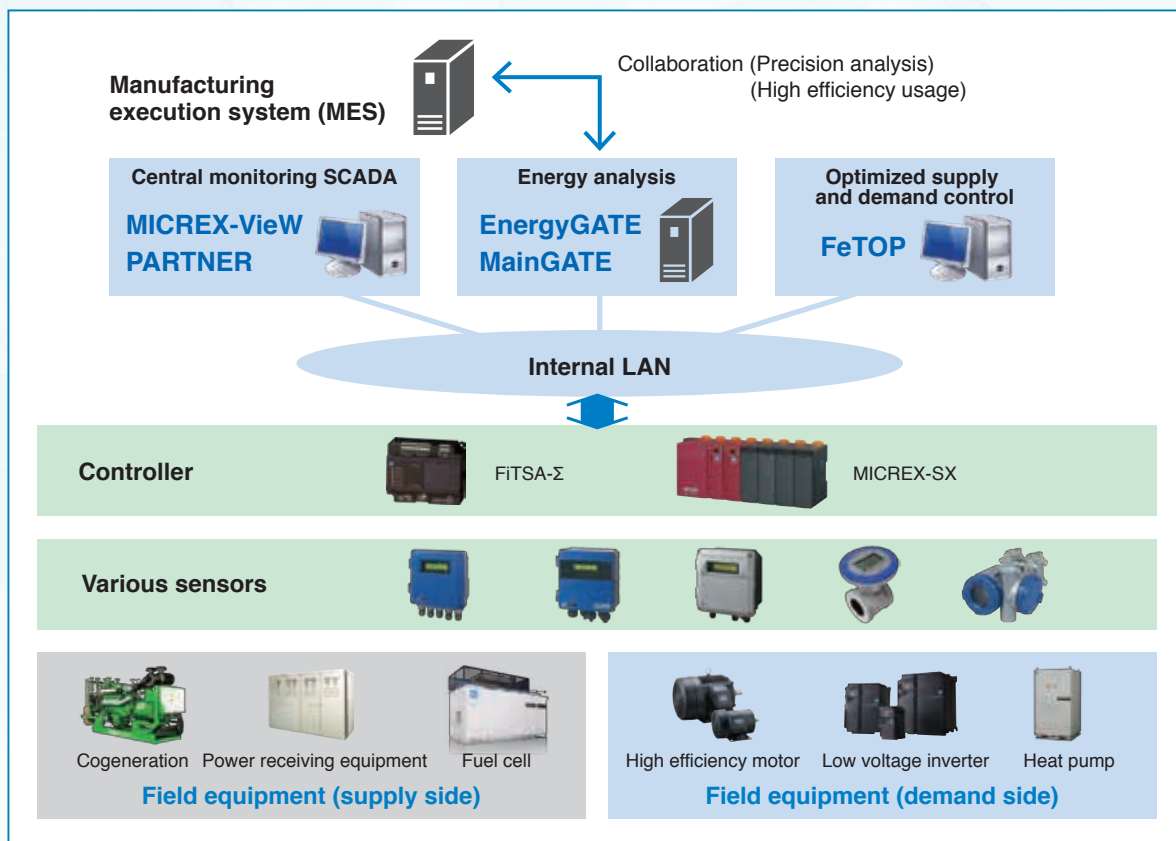 Manufacturing
execution system (MES)
Collaboration (Precision analysis)
(High efficiency usage)
Central monitoring SCADA
MICREX-VieW
PARTNER
Energy analysis
EnergyGATE
MainGATE
Optimized supply
and demand control
FeTOP
Internal LAN
Controller
FiTSA-Σ
MICREX-SX
Various sensors
Cogeneration
Power receiving equipment
Fuel cell
Field equipment (supply side)
High efficiency motor
Low voltage inverter
Heat pump
Field equipment (demand side)